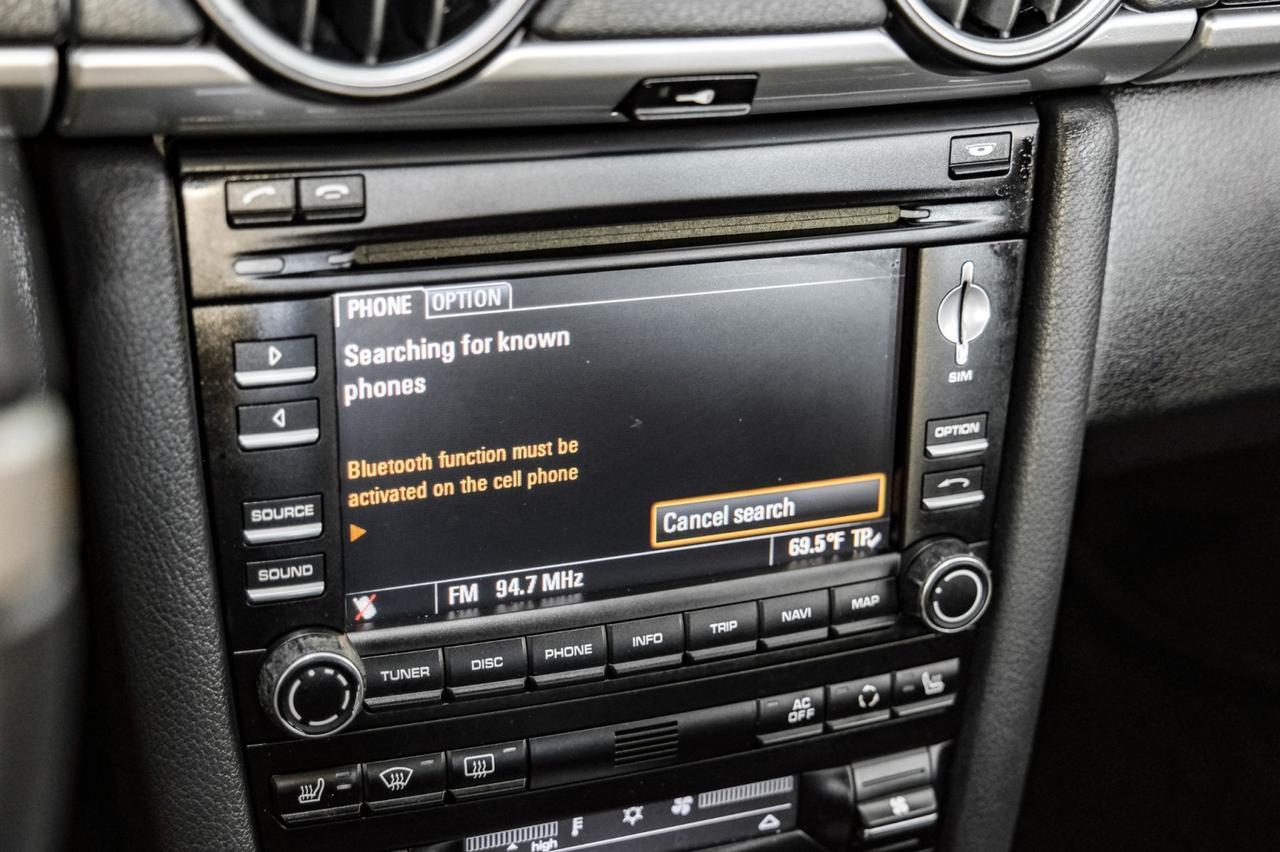 PHONE OPTION
Searching for known
phones
Bluetooth function must be
activated on the cell phone
Cancel search
69.5°F TP
FM 94.7 MHz
SIM
OPTION
SOURCE
SOUND
TUNER DISC PHONE INFO TRIP NAVI MAP
AC
OFF
high